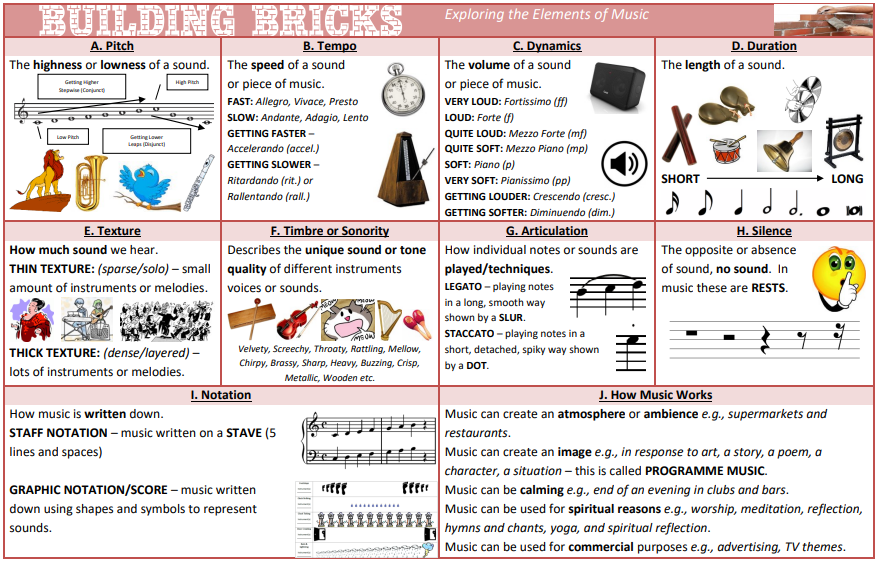 BUILDING BRICKS
Exploring the Elements of Music
A. Pitch
The highness or lowness of a sound.
Getting Higher
Stepwise (Conjunct)
High Pitch
Low Pitch
Getting Lower
Leaps (Disjunct)
B. Tempo
The speed of a sound
or piece of music.
FAST: Allegro, Vivace, Presto
SLOW: Andante, Adagio, Lento
GETTING FASTER –
Accelerando (accel.)
GETTING SLOWER –
Ritardando (rit.) or
Rallentando (rall.)
C. Dynamics
The volume of a sound
or piece of music.
VERY LOUD: Fortissimo (ff)
LOUD: Forte (f)
QUITE LOUD: Mezzo Forte (mf)
QUITE SOFT: Mezzo Piano (mp)
SOFT: Piano (p)
VERY SOFT: Pianissimo (pp)
GETTING LOUDER: Crescendo (cresc.)
GETTING SOFTER: Diminuendo (dim.)
D. Duration
The length of a sound.
SHORT LONG
E. Texture
How much sound we hear.
THIN TEXTURE: (sparse/solo) – small
amount of instruments or melodies.
THICK TEXTURE: (dense/layered) –
lots of instruments or melodies.
F. Timbre or Sonority
Describes the unique sound or tone
quality of different instruments
voices or sounds.
MEOW
Velvety, Screechy, Throaty, Rattling, Mellow,
Chirpy, Brassy, Sharp, Heavy, Buzzing, Crisp,
Metallic, Wooden etc.
G. Articulation
How individual notes or sounds are
played/techniques.
LEGATO – playing notes
in a long, smooth way
shown by a SLUR.
STACCATO – playing notes in a
short, detached, spiky way shown
by a DOT.
H. Silence
The opposite or absence
of sound, no sound. In
music these are RESTS.
I. Notation
How music is written down.
STAFF NOTATION – music written on a STAVE (5
lines and spaces)
GRAPHIC NOTATION/SCORE – music written
down using shapes and symbols to represent
sounds.
J. How Music Works
Music can create an atmosphere or ambience e.g., supermarkets and
restaurants.
Music can create an image e.g., in response to art, a story, a poem, a
character, a situation – this is called PROGRAMME MUSIC.
Music can be calming e.g., end of an evening in clubs and bars.
Music can be used for spiritual reasons e.g., worship, meditation, reflection,
hymns and chants, yoga, and spiritual reflection.
Music can be used for commercial purposes e.g., advertising, TV themes.